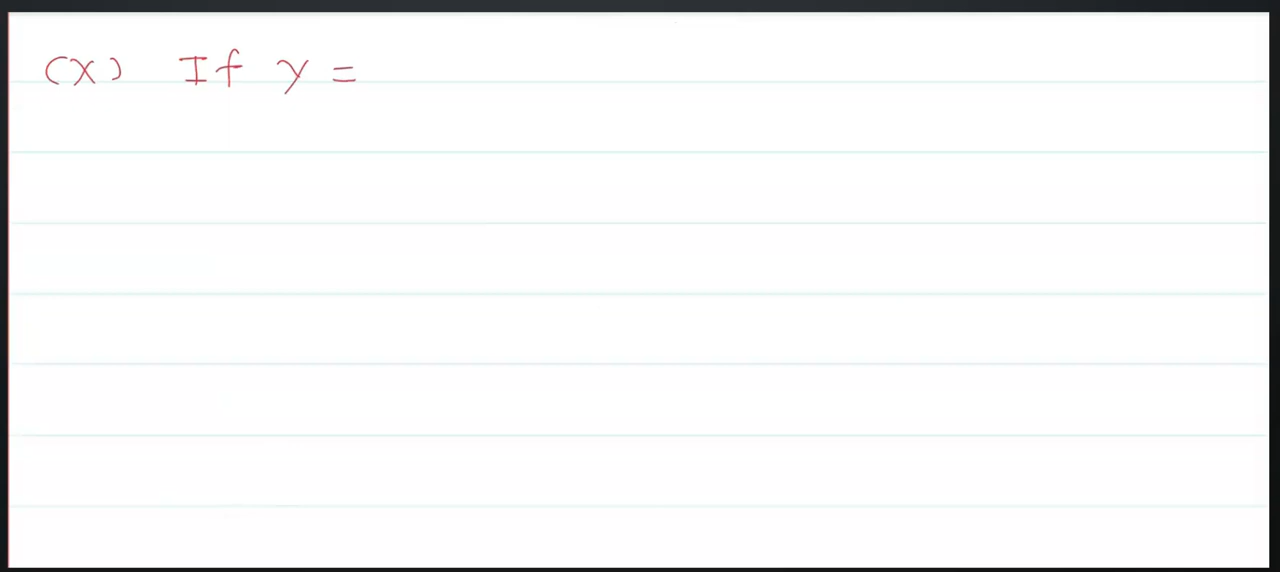 (x) If y =